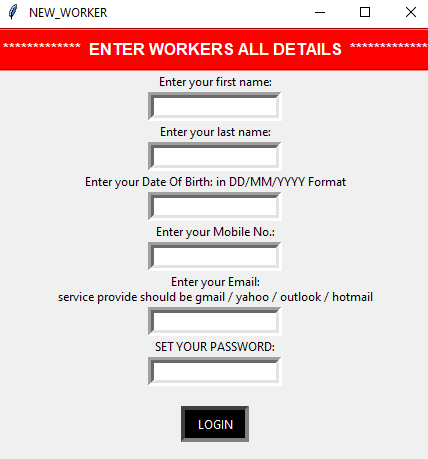 NEW_WORKER
************* ENTER WORKERS ALL DETAILS *************
Enter your first name:
Enter your last name:
Enter your Date Of Birth: in DD/MM/YYYY Format
Enter your Mobile No.:
Enter your Email:
service provide should be gmail / yahoo / outlook / hotmail
SET YOUR PASSWORD:
LOGIN